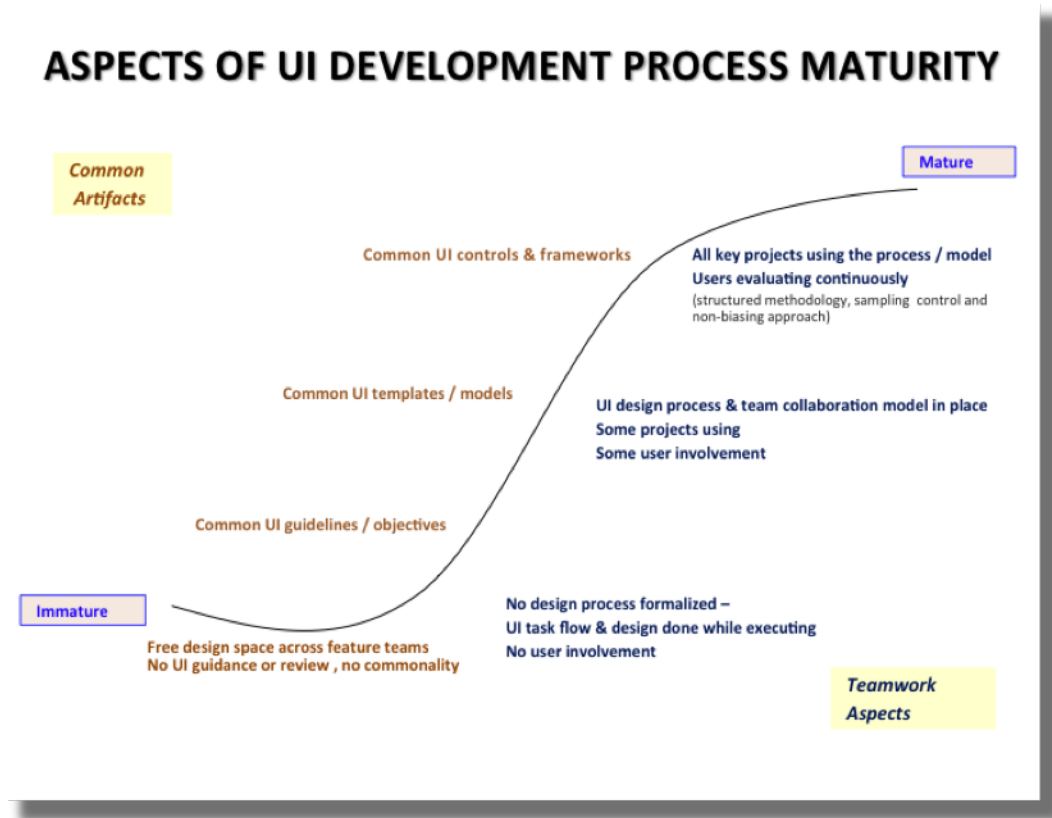 ASPECTS OF UI DEVELOPMENT PROCESS MATURITY
Common
Artifacts
Mature
Common UI controls & frameworks
All key projects using the process / model
Users evaluating continuously
(structured methodology, sampling control and
non-biasing approach)
Common UI templates / models
UI design process & team collaboration model in place
Some projects using
Some user involvement
Common UI guidelines / objectives
Immature
No design process formalized –
UI task flow & design done while executing
No user involvement
Free design space across feature teams
No UI guidance or review , no commonality
Teamwork
Aspects